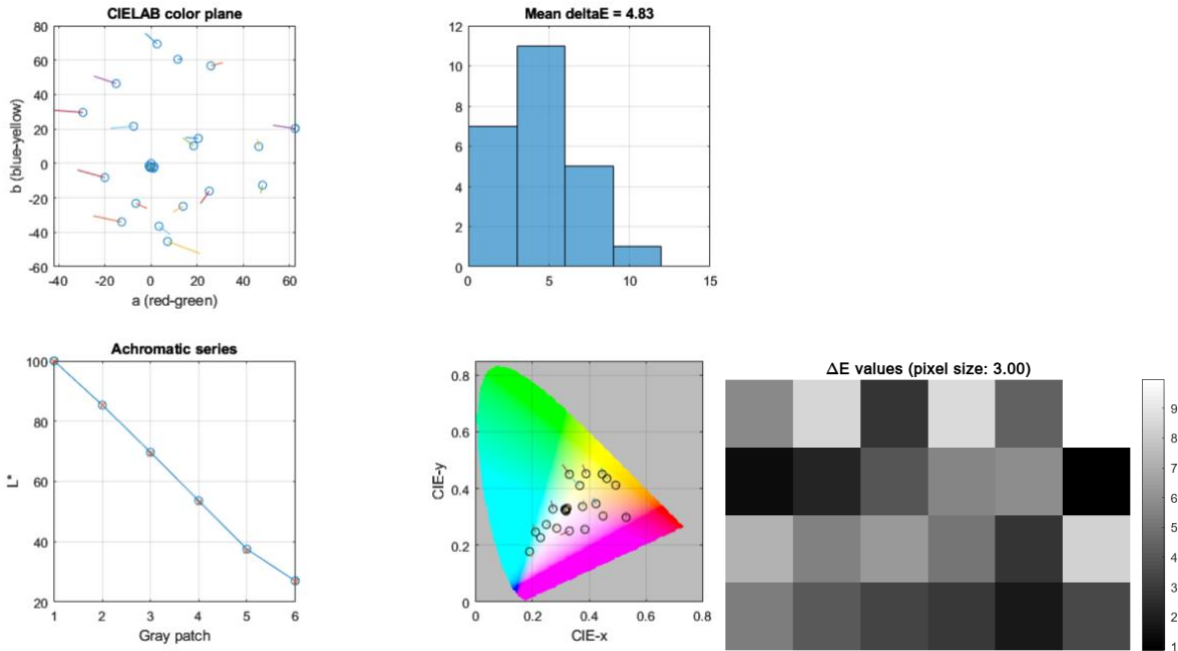 CIELAB color plane
80
60
40
20
0
-20
-40
-60
-40 -20 0 20 40 60
b (blue-yellow)
a (red-green)
Mean deltaE = 4.83
12
10
8
6
4
2
0
0 5 10 15
Achromatic series
100
80
60
40
20
1 2 3 4 5 6
L*
Gray patch
0.8
0.6
0.4
0.2
0
0 0.2 0.4 0.6 0.8
CIE-y
CIE-x
ΔE values (pixel size: 3.00)
9
8
7
6
5
4
3
2
1